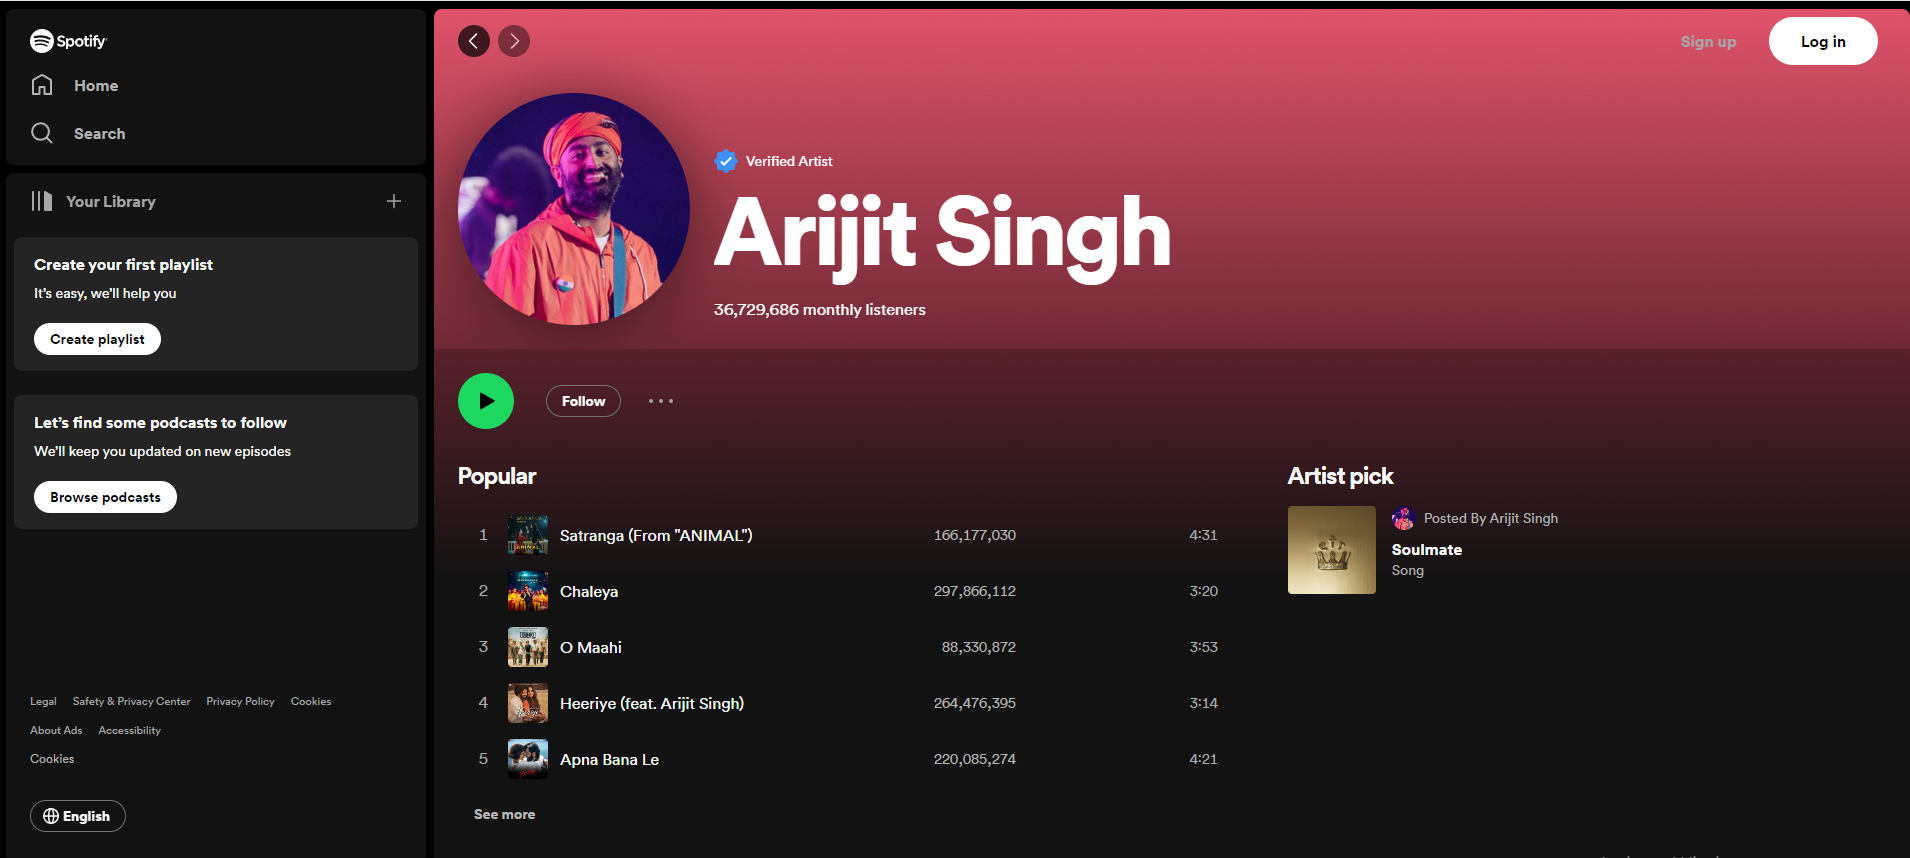 Spotify
Home
Search
Your Library
Create your first playlist
It's easy, we'll help you
Create playlist
Let's find some podcasts to follow
We'll keep you updated on new episodes
Browse podcasts
Legal Safety & Privacy Center Privacy Policy Cookies
About Ads Accessibility
Cookies
English
Sign up
Log in
Verified Artist
Arijit Singh
36,729,686 monthly listeners
Follow
Popular
1 Satranga (From "ANIMAL") 166,177,030 4:31
2 Chaleya 297,866,112 3:20
3 O Maahi 88,330,872 3:53
4 Heeriye (feat. Arijit Singh) 264,476,395 3:14
5 Apna Bana Le 220,085,274 4:21
See more
Artist pick
Posted By Arijit Singh
Soulmate
Song